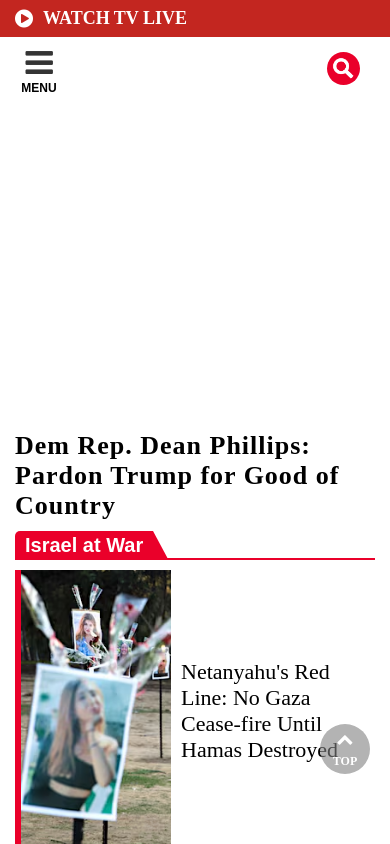 WATCH TV LIVE
MENU
Dem Rep. Dean Phillips:
Pardon Trump for Good of
Country
Israel at War
Netanyahu's Red
Line: No Gaza
Cease-fire Until
Hamas Destroyed
TOP